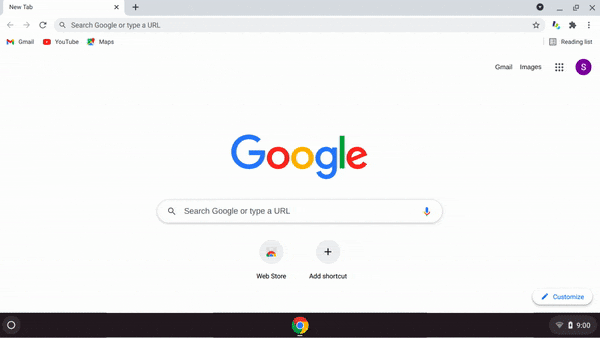 New Tab
Search Google or type a URL
Gmail YouTube Maps Reading list
Gmail Images S
Google
Search Google or type a URL
Web Store Add shortcut
Customize
9:00